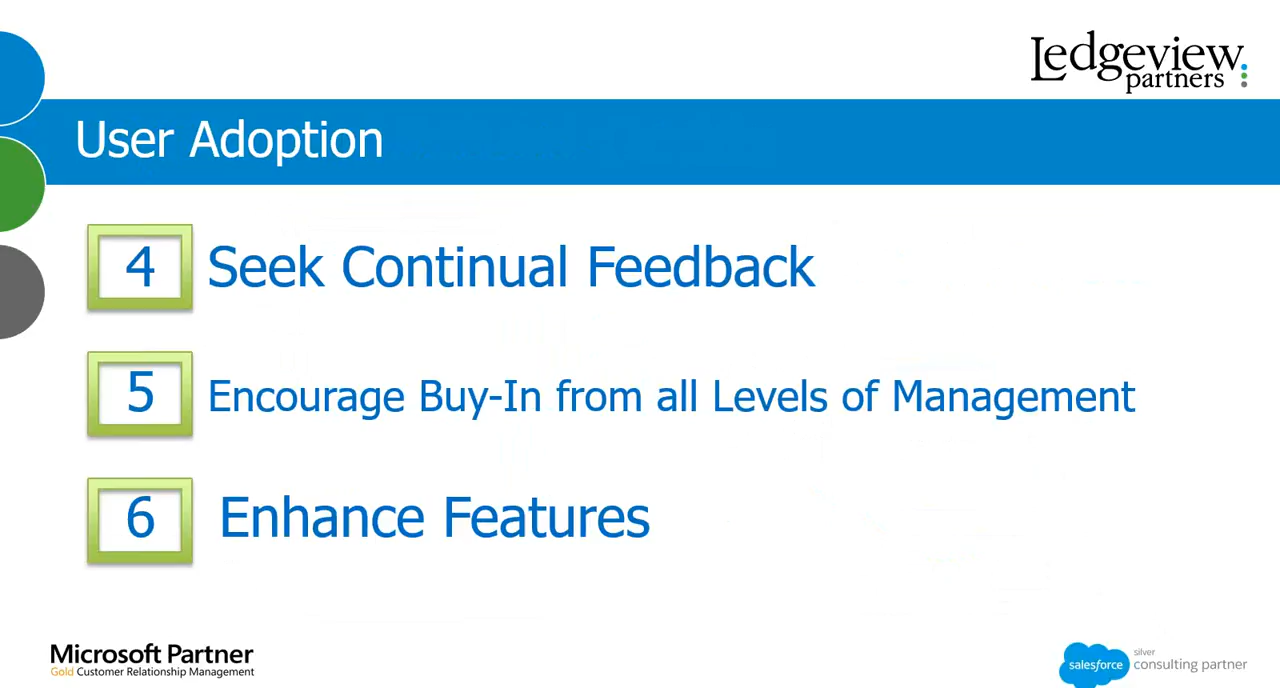 Ledgeview
partners
User Adoption
4 Seek Continual Feedback
5 Encourage Buy-In from all Levels of Management
6 Enhance Features
Microsoft Partner
Gold Customer Relationship Management
salesforce
silver
consulting partner